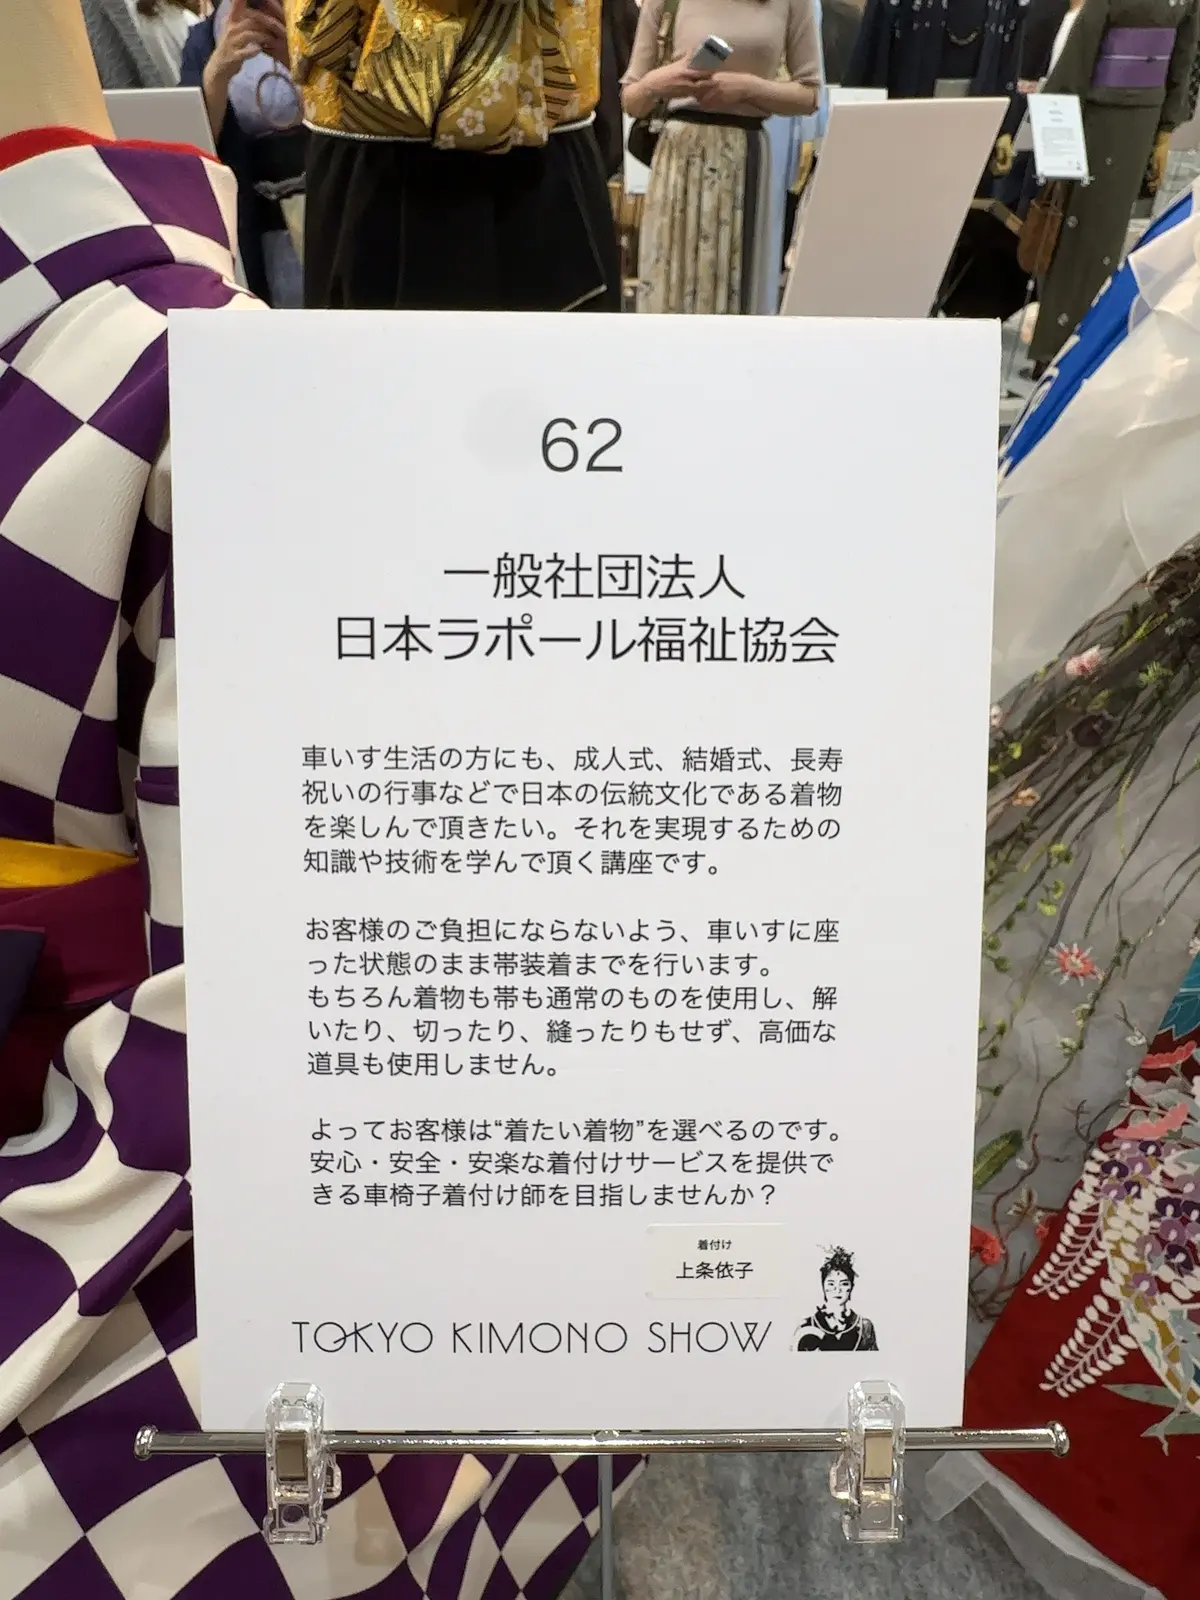 62
一般社団法人
日本ラポール福祉協会
車いす生活の方にも、成人式、結婚式、長寿
祝いの行事などで日本の伝統文化である着物
を楽しんで頂きたい。それを実現するための
知識や技術を学んで頂く講座です。
お客様のご負担にならないよう、車いすに座
った状態のまま帯装着までを行います。
もちろん着物も帯も通常のものを使用し、解
いたり、切ったり、縫ったりもせず、高価な
道具も使用しません。
よってお客様は“着たい着物”を選べるのです。
安心・安全・安楽な着付けサービスを提供で
きる車椅子着付け師を目指しませんか？
着付け
上条依子
TOKYO KIMONO SHOW